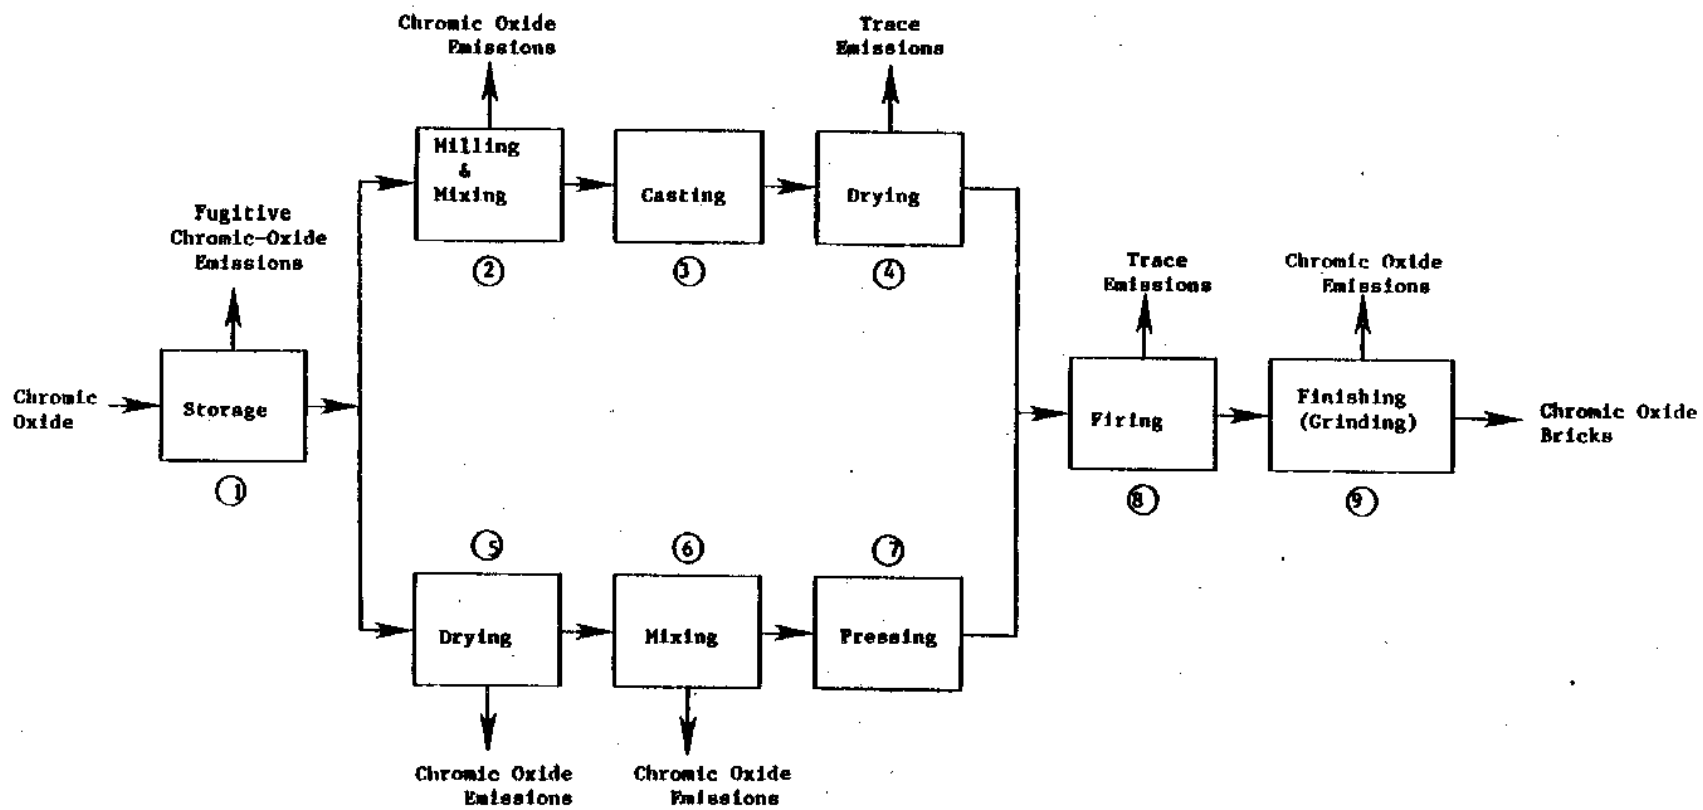 Chromic Oxide
Emissions
Trace
Emissions
Milling
&
Mixing
Casting
Drying
2
3
4
Fugitive
Chromic-Oxide
Emissions
Trace
Emissions
Chromic Oxide
Emissions
Chromic
Oxide
Storage
Firing
Finishing
(Grinding)
Chromic Oxide
Bricks
1
8
9
5
6
7
Drying
Mixing
Pressing
Chromic Oxide
Emissions
Chromic Oxide
Emissions